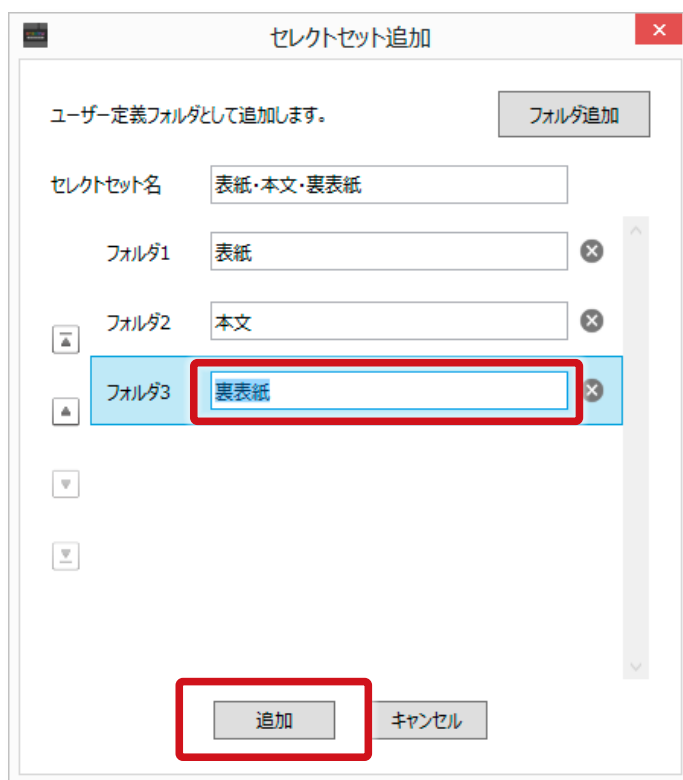 セレクトセット追加
ユーザー定義フォルダとして追加します。
フォルダ追加
セレクトセット名 表紙・本文・裏表紙
フォルダ1 表紙
フォルダ2 本文
フォルダ3 裏表紙
追加 キャンセル